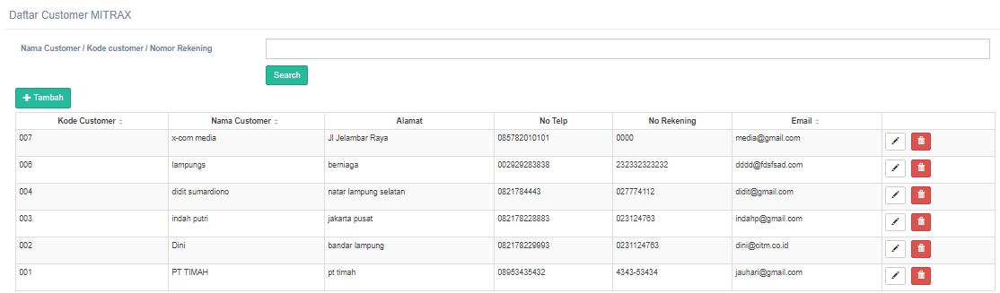 Daftar Customer MITRAX
Nama Customer / Kode customer / Nomor Rekening
Search
Tambah
Kode Customer Nama Customer Alamat No Telp No Rekening Email
007 x-com media Jl Jelambar Raya 085782010101 0000 media@gmail.com
006 lampungs berniaga 002929283838 232332323232 dddd@fdsfsad.com
004 didit sumardiono natar lampung selatan 0821784443 027774112 didit@gmail.com
003 indah putri jakarta pusat 082178228883 023124763 indahp@gmail.com
002 Dini bandar lampung 082178229993 0231124763 dini@citm.co.id
001 PT TIMAH pt timah 08953435432 4343-53434 jauhari@gmail.com